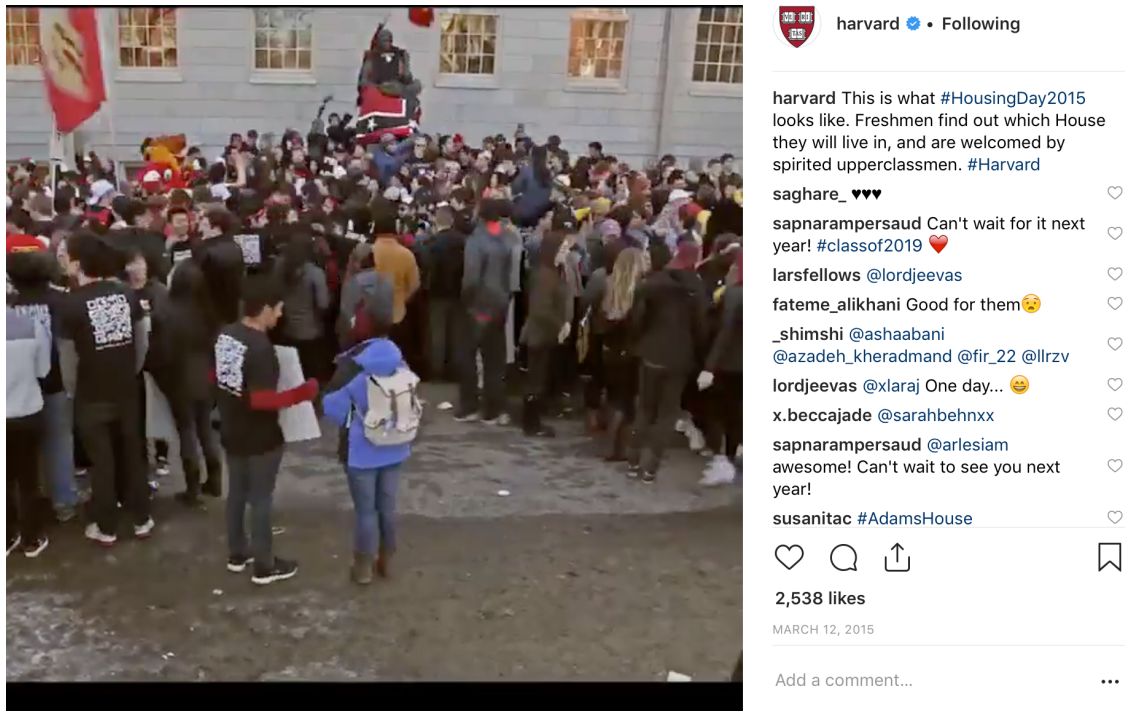 harvard • Following
harvard This is what #HousingDay2015
looks like. Freshmen find out which House
they will live in, and are welcomed by
spirited upperclassmen. #Harvard
saghare_ ♥♥♥
sapnarampersaud Can't wait for it next
year! #classof2019 ❤️
larsfellows @lordjeevas
fateme_alikhani Good for them😟
_shimshi @ashaabani
@azadeh_kheradmand @fir_22 @llrzv
lordjeevas @xlaraj One day... 😄
x.beccajade @sarahbehnxx
sapnarampersaud @arlesiam
awesome! Can't wait to see you next
year!
susanitac #AdamsHouse
2,538 likes
MARCH 12, 2015
Add a comment...